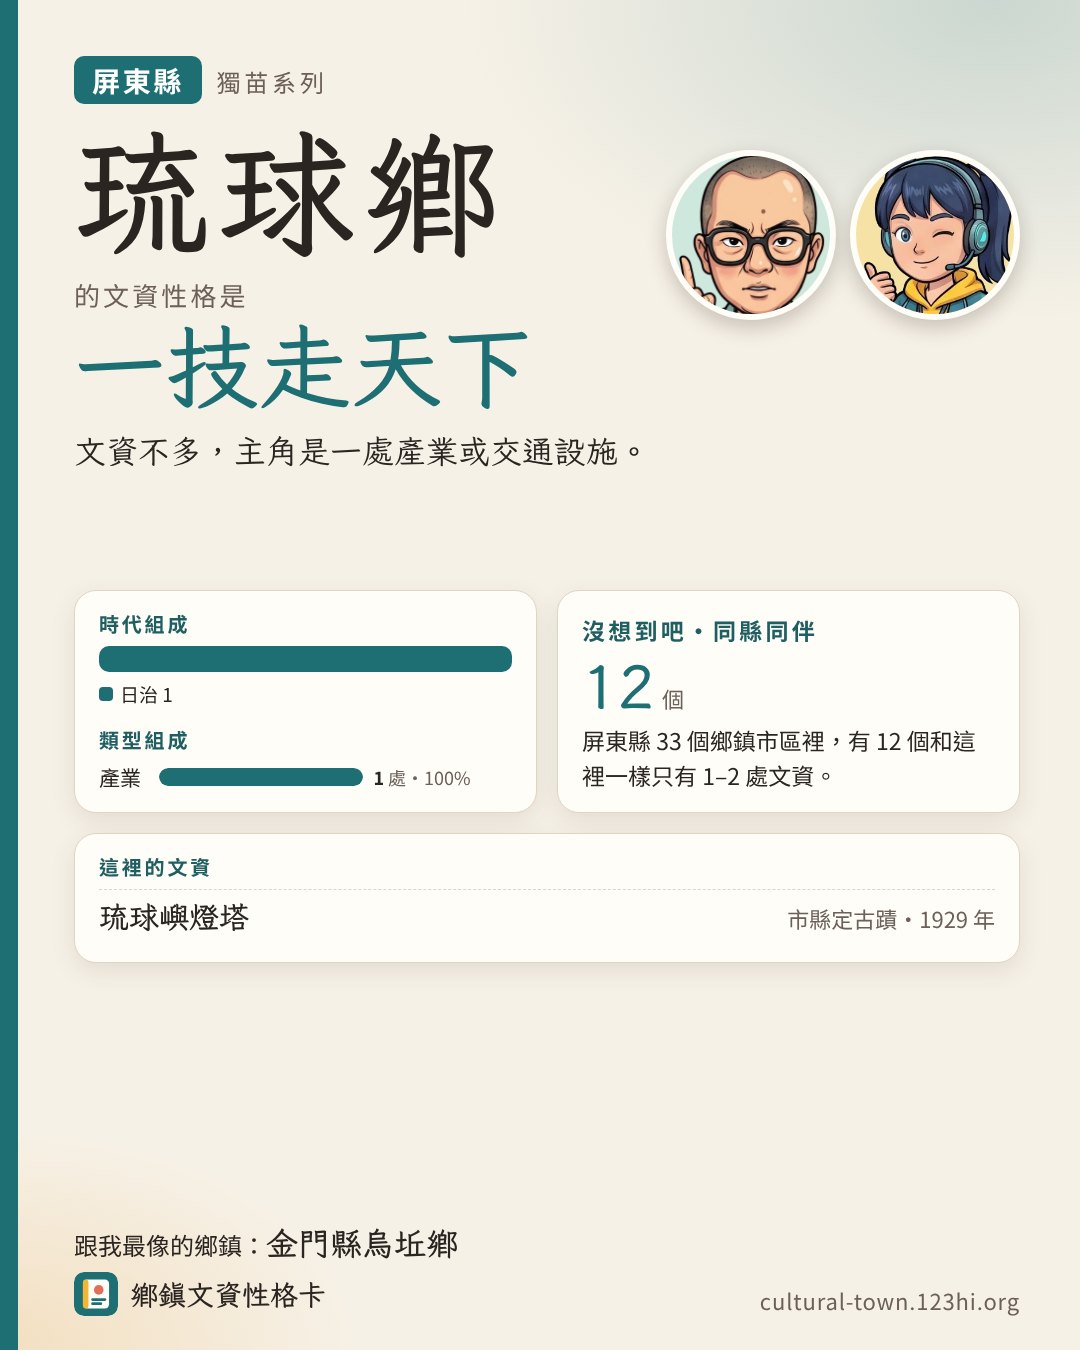 屏東縣 獨苗系列
琉球鄉
的文資性格是
一技走天下
文資不多，主角是一處產業或交通設施。
時代組成
日治 1
類型組成
產業 1 處・100%
沒想到吧・同縣同伴
12 個
屏東縣 33 個鄉鎮市區裡，有 12 個和這
裡一樣只有 1–2 處文資。
這裡的文資
琉球嶼燈塔 市縣定古蹟・1929 年
跟我最像的鄉鎮：金門縣烏坵鄉
鄉鎮文資性格卡
cultural-town.123hi.org